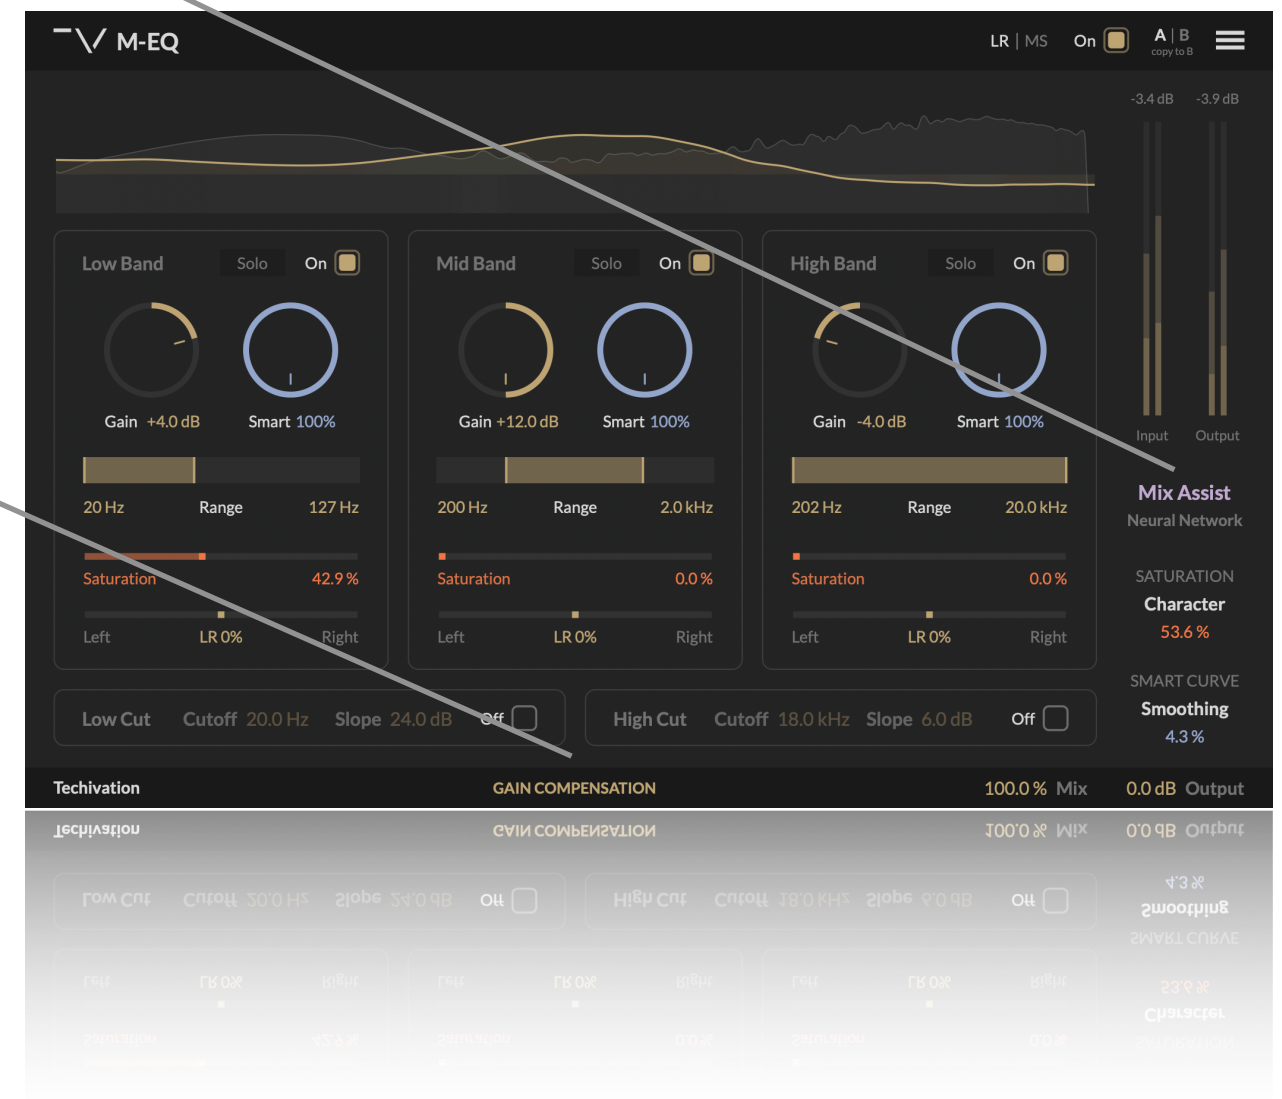 M-EQ
LR | MS On A | B
copy to B
-3.4 dB -3.9 dB
Low Band Solo On
Mid Band Solo On
High Band Solo On
Gain +4.0 dB Smart 100%
Gain +12.0 dB Smart 100%
Gain -4.0 dB Smart 100%
Input Output
20 Hz Range 127 Hz
200 Hz Range 2.0 kHz
202 Hz Range 20.0 kHz
Mix Assist
Neural Network
Saturation 42.9 %
Saturation 0.0 %
Saturation 0.0 %
SATURATION
Character
53.6 %
Left LR 0% Right
Left LR 0% Right
Left LR 0% Right
SMART CURVE
Smoothing
4.3 %
Low Cut Cutoff 20.0 Hz Slope 24.0 dB Off
High Cut Cutoff 18.0 kHz Slope 6.0 dB Off
Techivation GAIN COMPENSATION 100.0 % Mix 0.0 dB Output